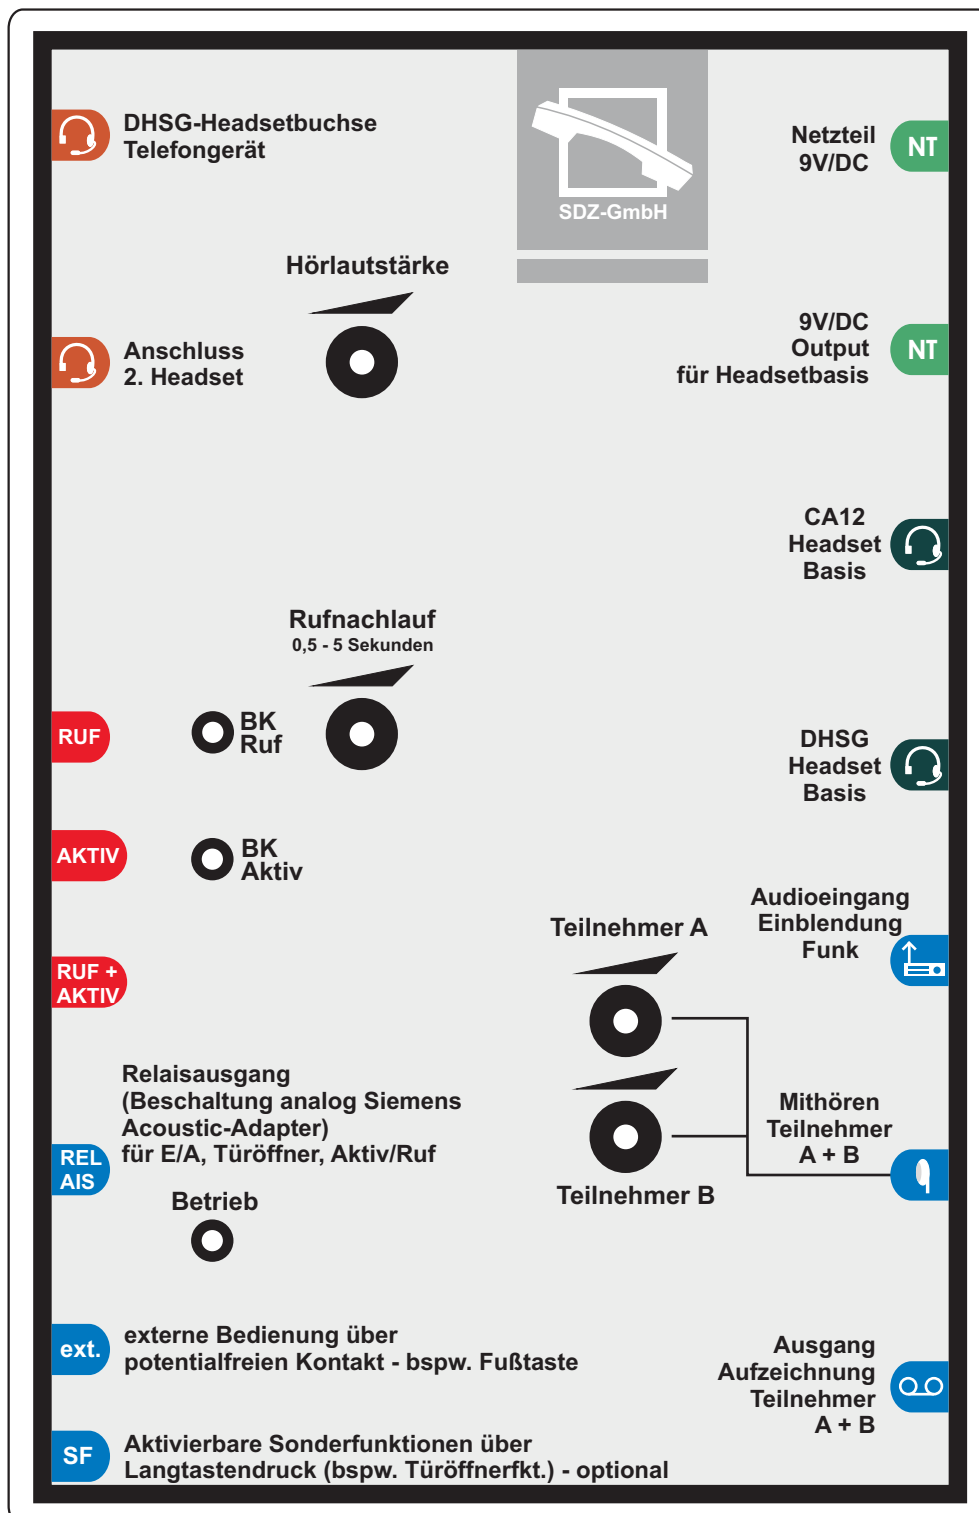 DHSG-Headsetbuchse
Telefongerät
SDZ-GmbH
Netzteil
9V/DC
NT
Hörlautstärke
Anschluss
2. Headset
9V/DC
Output
für Headsetbasis
NT
CA12
Headset
Basis
Rufnachlauf
0,5 - 5 Sekunden
RUF
BK
Ruf
DHSG
Headset
Basis
AKTIV
BK
Aktiv
Audioeingang
Einblendung
Funk
Teilnehmer A
RUF +
AKTIV
Relaisausgang
(Beschaltung analog Siemens
Acoustic-Adapter)
für E/A, Türöffner, Aktiv/Ruf
REL
AIS
Mithören
Teilnehmer
A + B
Teilnehmer B
Betrieb
ext.
externe Bedienung über
potentialfreien Kontakt - bspw. Fußtaste
Ausgang
Aufzeichnung
Teilnehmer
A + B
SF
Aktivierbare Sonderfunktionen über
Langtastendruck (bspw. Türöffnerfkt.) - optional